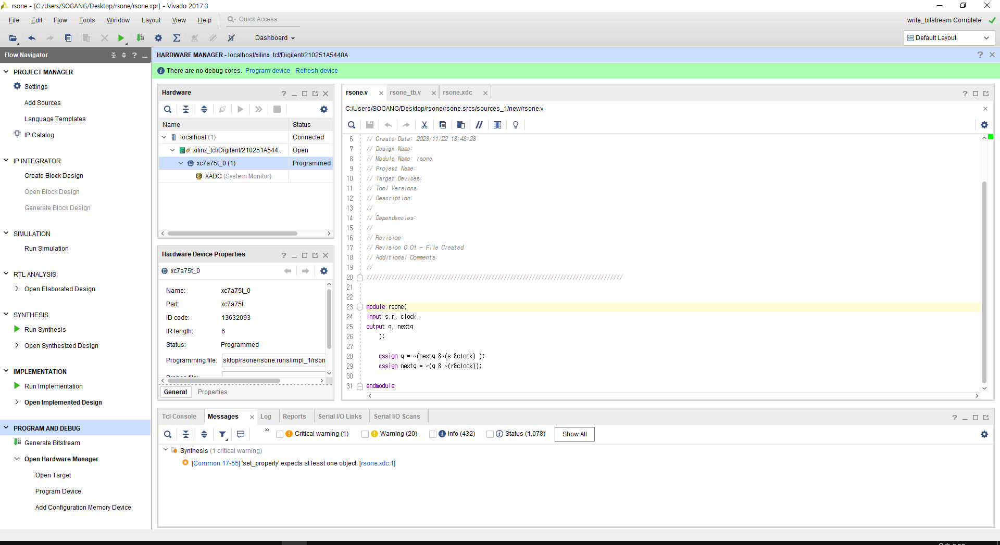 rsone - [C:/Users/SOGANG/Desktop/rsone/rsone.xpr] - Vivado 2017.3
File Edit Flow Tools Window Layout View Help Quick Access write_bitstream Complete
Dashboard Default Layout
Flow Navigator
PROJECT MANAGER
Settings
Add Sources
Language Templates
IP Catalog
IP INTEGRATOR
Create Block Design
Open Block Design
Generate Block Design
SIMULATION
Run Simulation
RTL ANALYSIS
Open Elaborated Design
SYNTHESIS
Run Synthesis
Open Synthesized Design
IMPLEMENTATION
Run Implementation
Open Implemented Design
PROGRAM AND DEBUG
Generate Bitstream
Open Hardware Manager
Open Target
Program Device
Add Configuration Memory Device
HARDWARE MANAGER - localhost/xilinx_tcf/Digilent/210251A5440A
There are no debug cores. Program device Refresh device
Hardware
Name Status
localhost (1) Connected
xilinx_tcf/Digilent/210251A544... Open
xc7a75t_0 (1) Programmed
XADC (System Monitor)
Hardware Device Properties
xc7a75t_0
Name: xc7a75t_0
Part: xc7a75t
ID code: 13632093
IR length: 6
Status: Programmed
Programming file: sktop/rsone/rsone.runs/impl_1/rson
General Properties
rsone.v rsone_tb.v rsone.xdc
C:/Users/SOGANG/Desktop/rsone/rsone.srcs/sources_1/new/rsone.v
6 // Create Date: 2023/11/22 13:48:28
7 // Design Name:
8 // Module Name: rsone
9 // Project Name:
10 // Target Devices:
11 // Tool Versions:
12 // Description:
13 //
14 // Dependencies:
15 //
16 // Revision:
17 // Revision 0.01 - File Created
18 // Additional Comments:
19 //
20 //////////////////////////////////////////////////////////////////////////////////
21
22
23 module rsone(
24 input s,r, clock,
25 output q, nextq
26 );
27
28 assign q = ~(nextq &~(s &clock) );
29 assign nextq = ~(q & ~(r&clock));
30
31 endmodule
Tcl Console Messages Log Reports Serial I/O Links Serial I/O Scans
Critical warning (1) Warning (20) Info (432) Status (1,078) Show All
Synthesis (1 critical warning)
[Common 17-55] 'set_property' expects at least one object. [rsone.xdc:1]